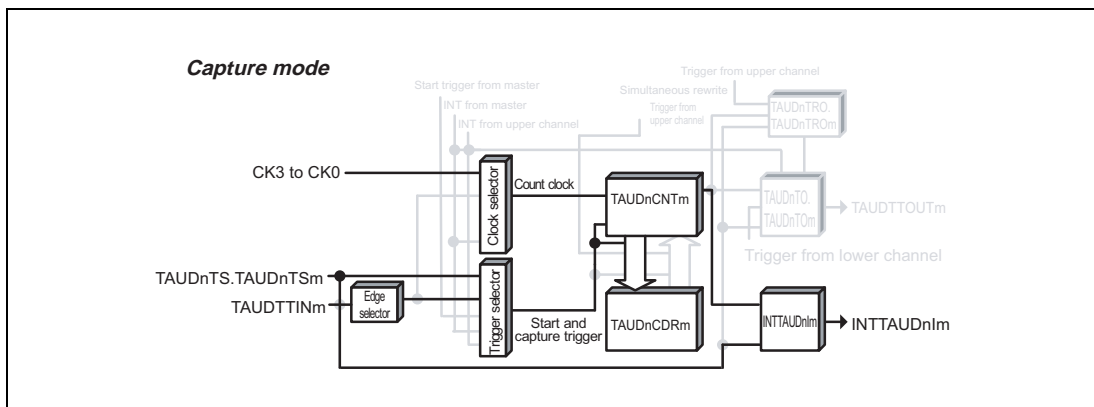 Capture mode
Trigger from upper channel
Start trigger from master
Simultaneous rewrite
Trigger from
upper channel
INT from master
INT from upper channel
TAUDnTRO.
TAUDnTROm
CK3 to CK0
Clock selector
Count clock
TAUDnCNTm
TAUDnTO.
TAUDnTOm
TAUDTTOUTm
Trigger from lower channel
TAUDnTS.TAUDnTSm
TAUDTTINm
Edge
selector
Trigger selector
Start and
capture trigger
TAUDnCDRm
INTTAUDnIm
INTTAUDnIm